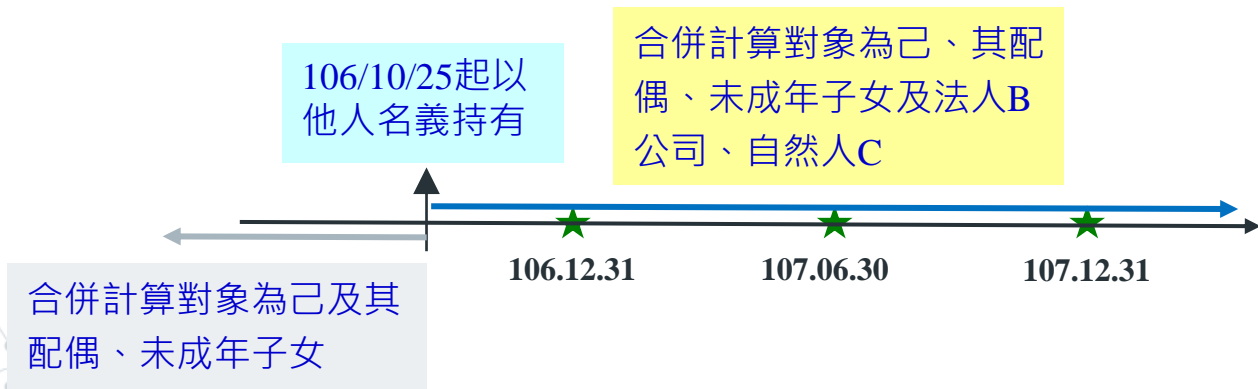 106/10/25起以
他人名義持有
合併計算對象為己、其配
偶、未成年子女及法人B
公司、自然人C
106.12.31
107.06.30
107.12.31
合併計算對象為己及其
配偶、未成年子女